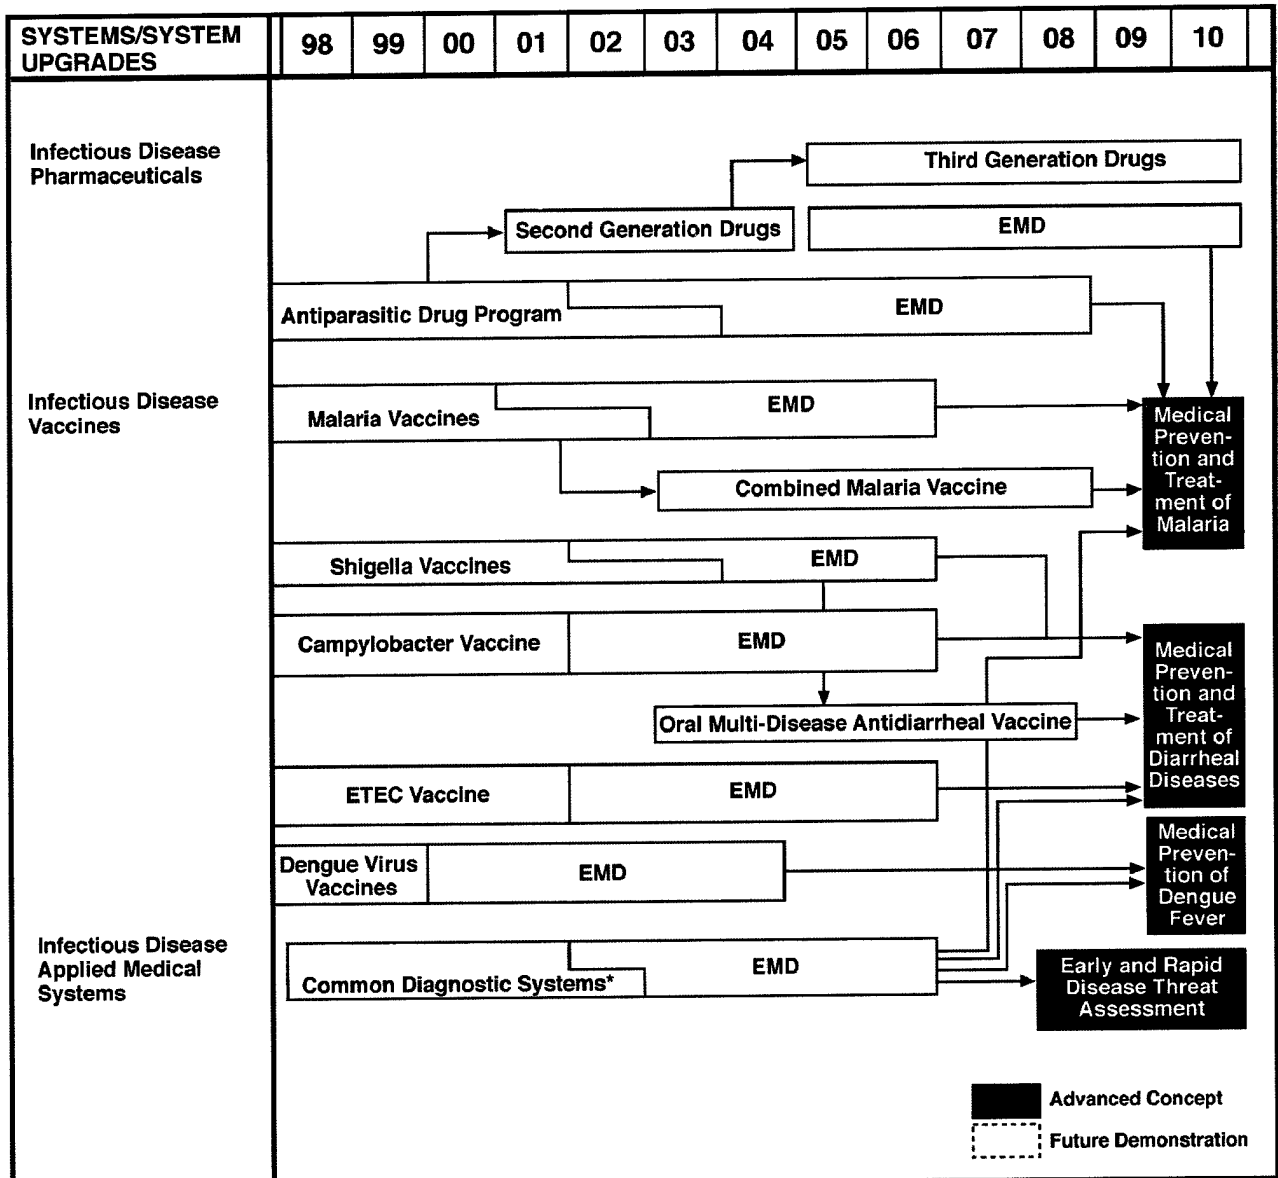 SYSTEMS/SYSTEM
UPGRADES
98 99 00 01 02 03 04 05 06 07 08 09 10
Infectious Disease
Pharmaceuticals
Third Generation Drugs
Second Generation Drugs
EMD
Antiparasitic Drug Program
EMD
Infectious Disease
Vaccines
Malaria Vaccines
EMD
Combined Malaria Vaccine
Medical
Preven-
tion and
Treat-
ment of
Malaria
Shigella Vaccines
EMD
Campylobacter Vaccine
EMD
Oral Multi-Disease Antidiarrheal Vaccine
ETEC Vaccine
EMD
Medical
Preven-
tion and
Treat-
ment of
Diarrheal
Diseases
Dengue Virus
Vaccines
EMD
Medical
Preven-
tion of
Dengue
Fever
Infectious Disease
Applied Medical
Systems
Common Diagnostic Systems*
EMD
Early and Rapid
Disease Threat
Assessment
Advanced Concept
Future Demonstration